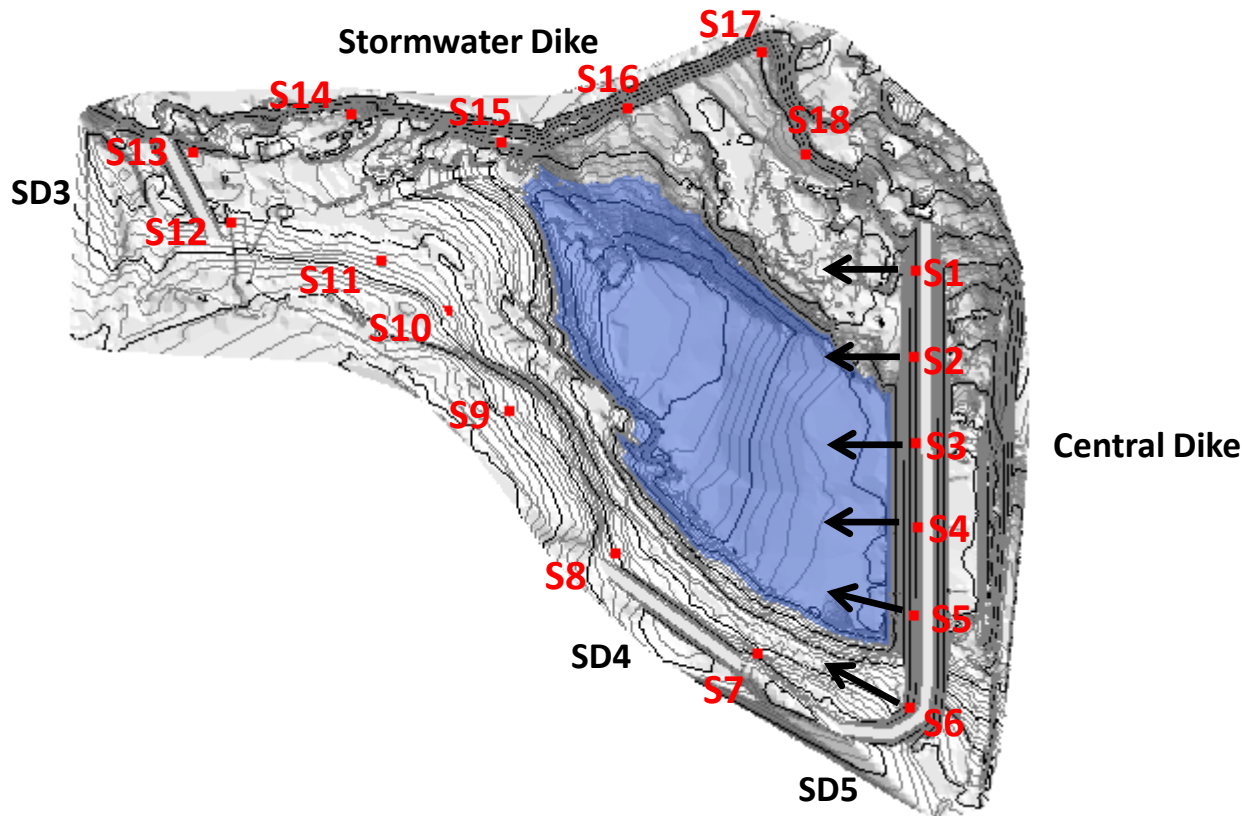 S17
Stormwater Dike
S16
S14
S15
S18
S13
SD3
S12
S11
S1
S10
S2
S9
S3
Central Dike
S4
S8
S5
SD4
S7
S6
SD5